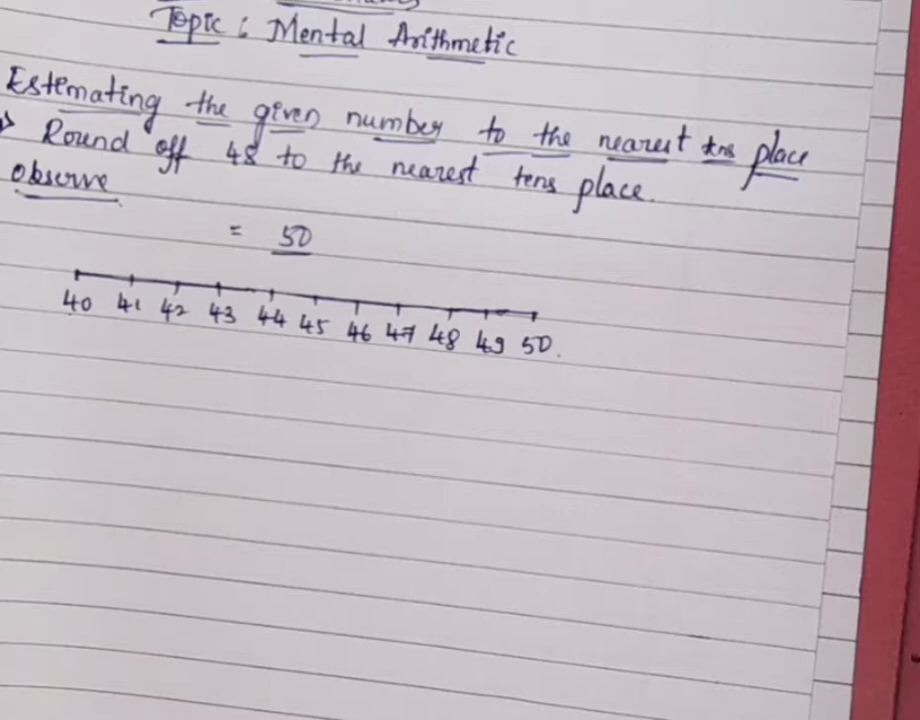 Topic : Mental Arithmetic
Estemating the given number to the nearest tens place
Round off 48 to the nearest tens place.
observe
= 50
40 41 42 43 44 45 46 47 48 49 50.